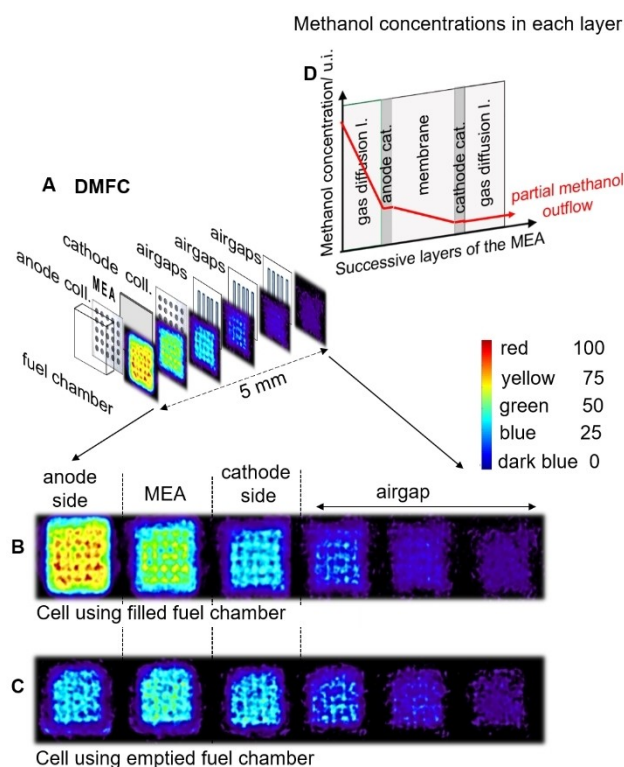 Methanol concentrations in each layer
D
Methanol concentration/ u.i.
gas diffusion l.
anode cat.
membrane
cathode cat.
gas diffusion l.
partial methanol
outflow
Successive layers of the MEA
A DMFC
fuel chamber
anode coll.
MEA
cathode coll.
airgaps
airgaps
airgaps
5 mm
red 100
yellow 75
green 50
blue 25
dark blue 0
anode
side
MEA
cathode
side
airgap
B
Cell using filled fuel chamber
C
Cell using emptied fuel chamber